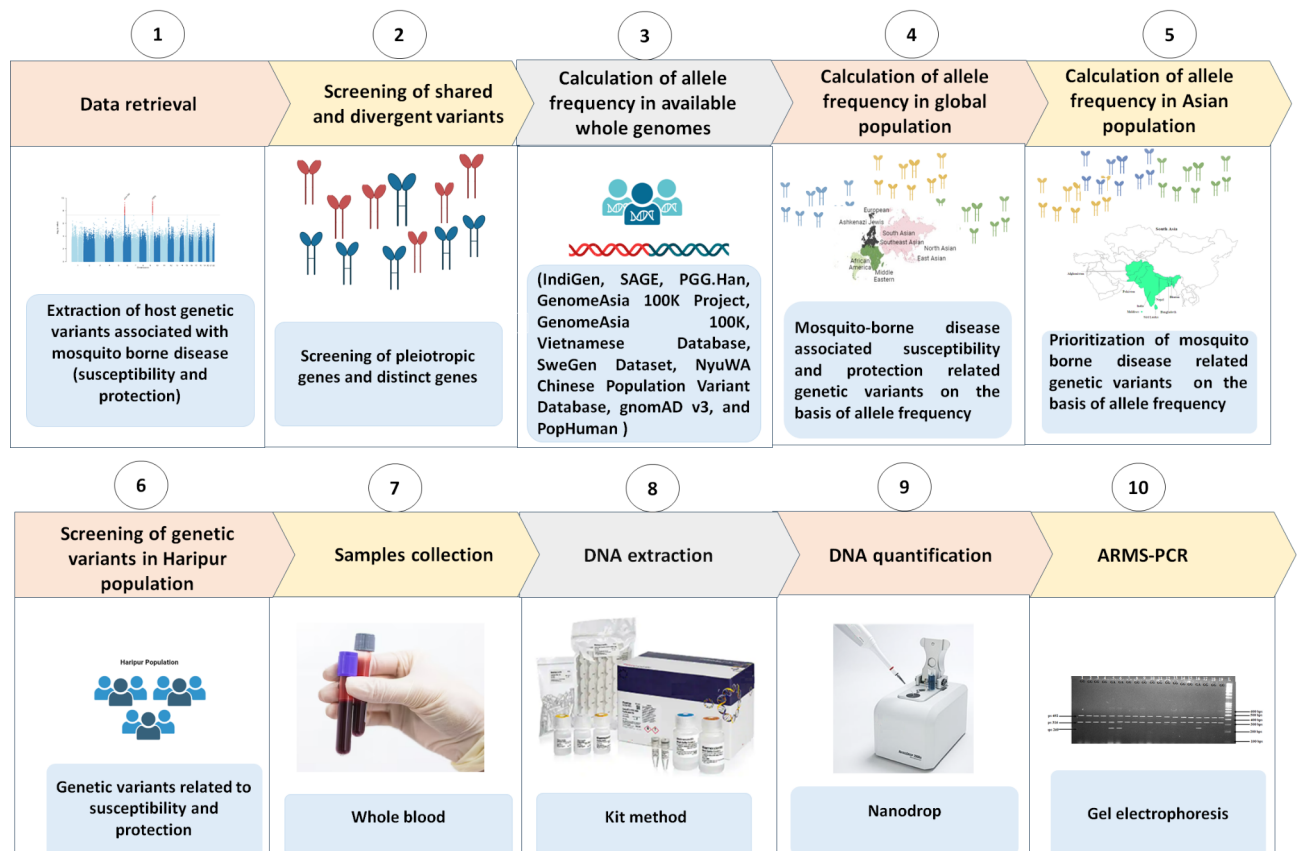 1
2
3
4
5
Data retrieval
Screening of shared
and divergent variants
Calculation of allele
frequency in available
whole genomes
Calculation of allele
frequency in global
population
Calculation of allele
frequency in Asian
population
Extraction of host genetic
variants associated with
mosquito borne disease
(susceptibility and
protection)
Screening of pleiotropic
genes and distinct genes
(IndiGen, SAGE, PGG.Han,
GenomeAsia 100K Project,
GenomeAsia 100K,
Vietnamese Database,
SweGen Dataset, NyuWA
Chinese Population Variant
Database, gnomAD v3, and
PopHuman )
European
Ashkenazi Jews
South Asian
Southeast Asian
North Asian
East Asian
African
America
Middle
Eastern
Mosquito-borne disease
associated susceptibility
and protection related
genetic variants on the
basis of allele frequency
South Asia
Afghanistan
Pakistan
India
Nepal
Bhutan
Bangladesh
Maldives
Sri Lanka
Prioritization of mosquito
borne disease related
genetic variants on the
basis of allele frequency
6
7
8
9
10
Screening of genetic
variants in Haripur
population
Samples collection
DNA extraction
DNA quantification
ARMS-PCR
Haripur Population
Genetic variants related to
susceptibility and
protection
Whole blood
Kit method
Nanodrop
Gel electrophoresis